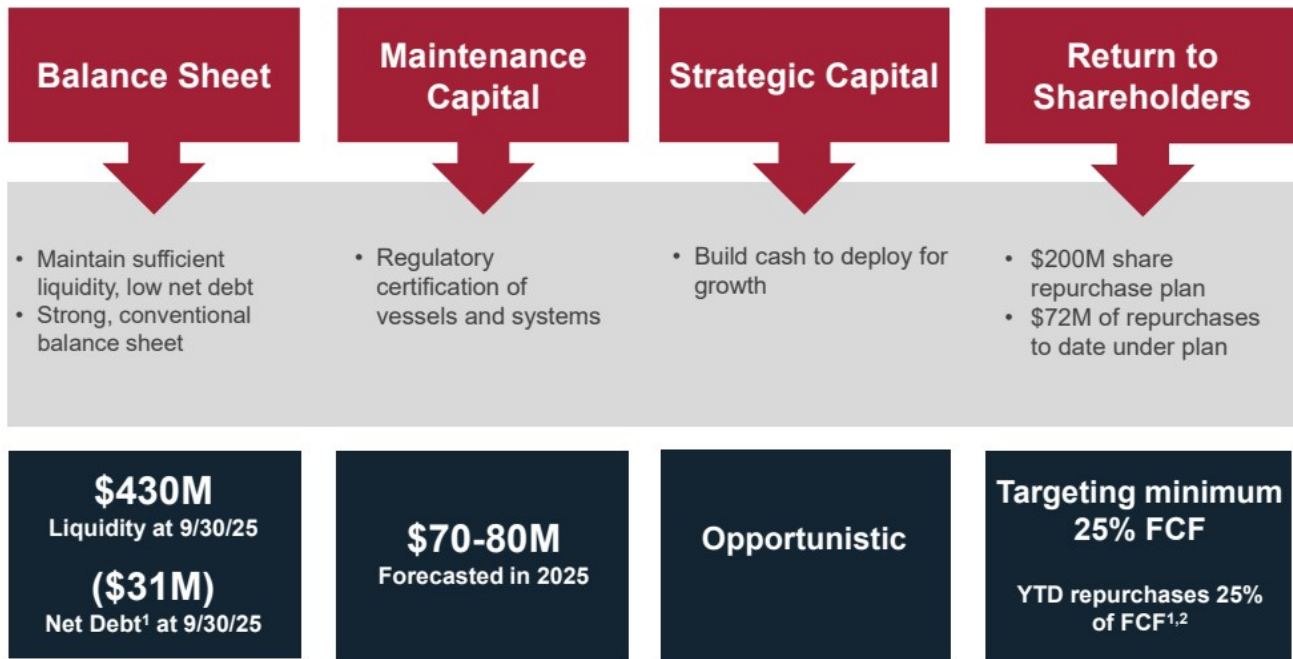 Balance Sheet
Maintenance
Capital
Strategic Capital
Return to
Shareholders
• Maintain sufficient
liquidity, low net debt
• Strong, conventional
balance sheet
• Regulatory
certification of
vessels and systems
• Build cash to deploy for
growth
• $200M share
repurchase plan
• $72M of repurchases
to date under plan
$430M
Liquidity at 9/30/25
($31M)
Net Debt¹ at 9/30/25
$70-80M
Forecasted in 2025
Opportunistic
Targeting minimum
25% FCF
YTD repurchases 25%
of FCF¹,²